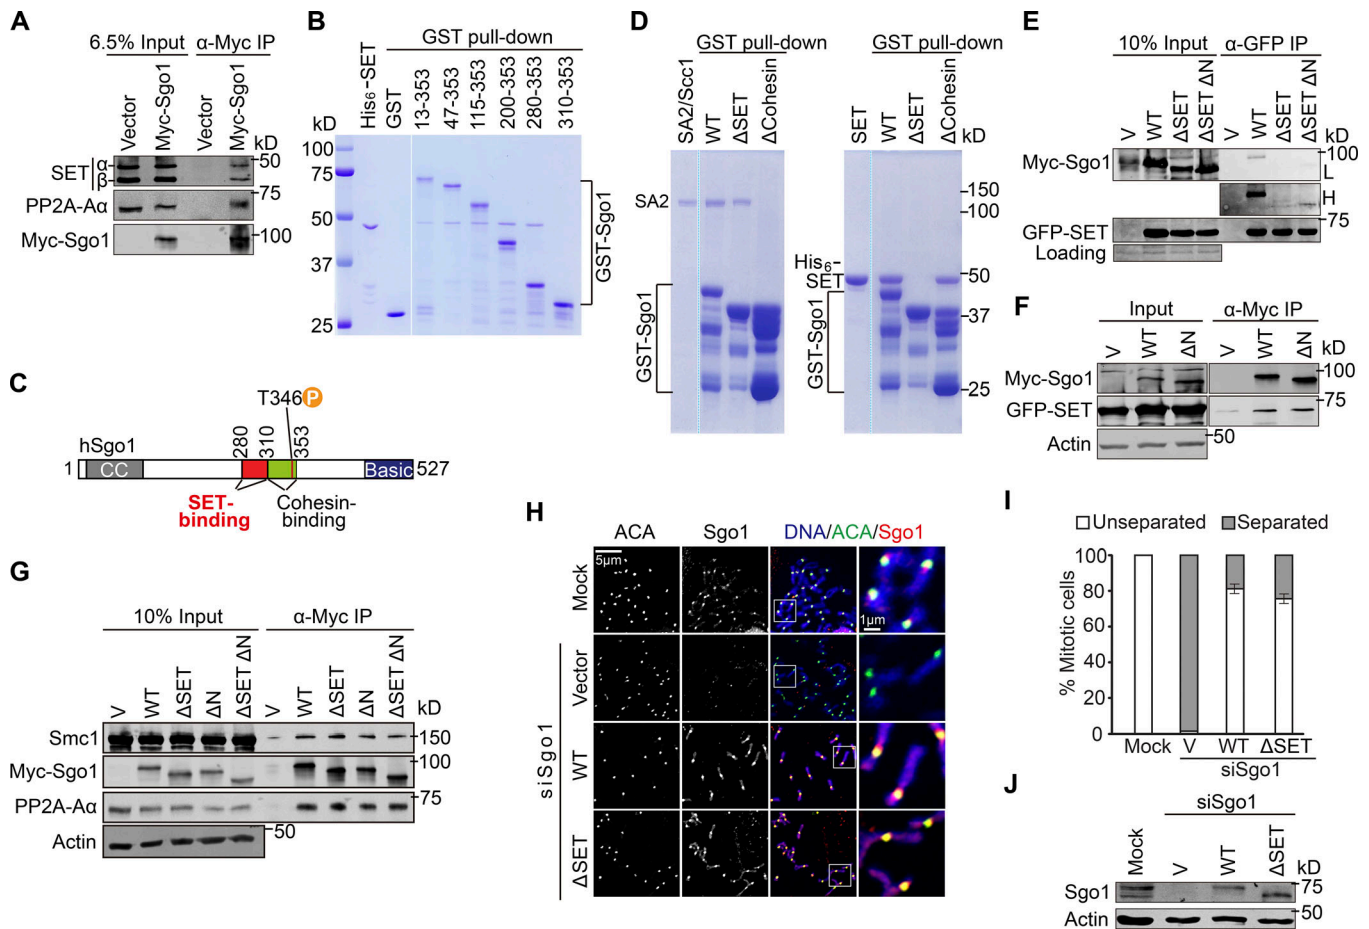 A
6.5% Input α-Myc IP
Vector Myc-Sgo1 Vector Myc-Sgo1 kD
SET α β 50
PP2A-Aα 75
Myc-Sgo1 100
B
GST pull-down
His6-SET GST 13-353 47-353 115-353 200-353 280-353 310-353
kD
100
75
50
37
25
GST-Sgo1
C
T346 P
hSgo1 280 310 353
1 CC Basic 527
SET-binding
Cohesin-binding
D
GST pull-down GST pull-down
SA2/Scc1 WT ΔSET ΔCohesin SET WT ΔSET ΔCohesin kD
SA2
150
100
His6-SET
50
37
25
GST-Sgo1 GST-Sgo1
E
10% Input α-GFP IP
V WT ΔSET ΔSET ΔN V WT ΔSET ΔSET ΔN kD
Myc-Sgo1 100 L
H
GFP-SET 75
Loading
F
Input α-Myc IP
V WT ΔN V WT ΔN kD
Myc-Sgo1 100
GFP-SET 75
Actin 50
G
10% Input α-Myc IP
V WT ΔSET ΔN ΔSET ΔN V WT ΔSET ΔN ΔSET ΔN kD
Smc1 150
Myc-Sgo1 100
PP2A-Aα 75
Actin 50
H
ACA Sgo1 DNA/ACA/Sgo1
5μm
1μm
Mock
siSgo1
Vector
WT
ΔSET
I
Unseparated Separated
% Mitotic cells
100
80
60
40
20
0
Mock V WT ΔSET
siSgo1
J
siSgo1
Mock V WT ΔSET kD
Sgo1 75
Actin 50